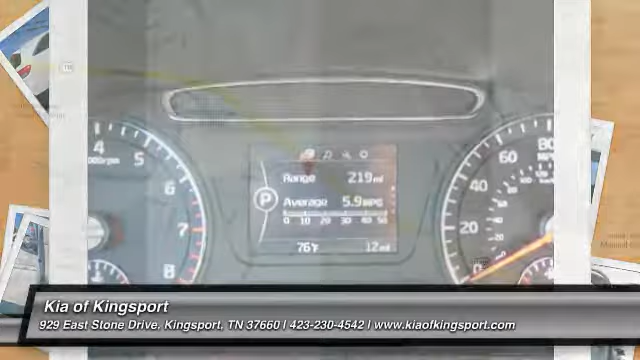 4 5 6 7 8
Range 219 mi
P
Average 5.9 MPG
0 10 20 30 60 50
76°F 12 mi
20 40 60 80
Kia of Kingsport
929 East Stone Drive, Kingsport, TN 37660 | 423-230-4542 | www.kiaofkingsport.com